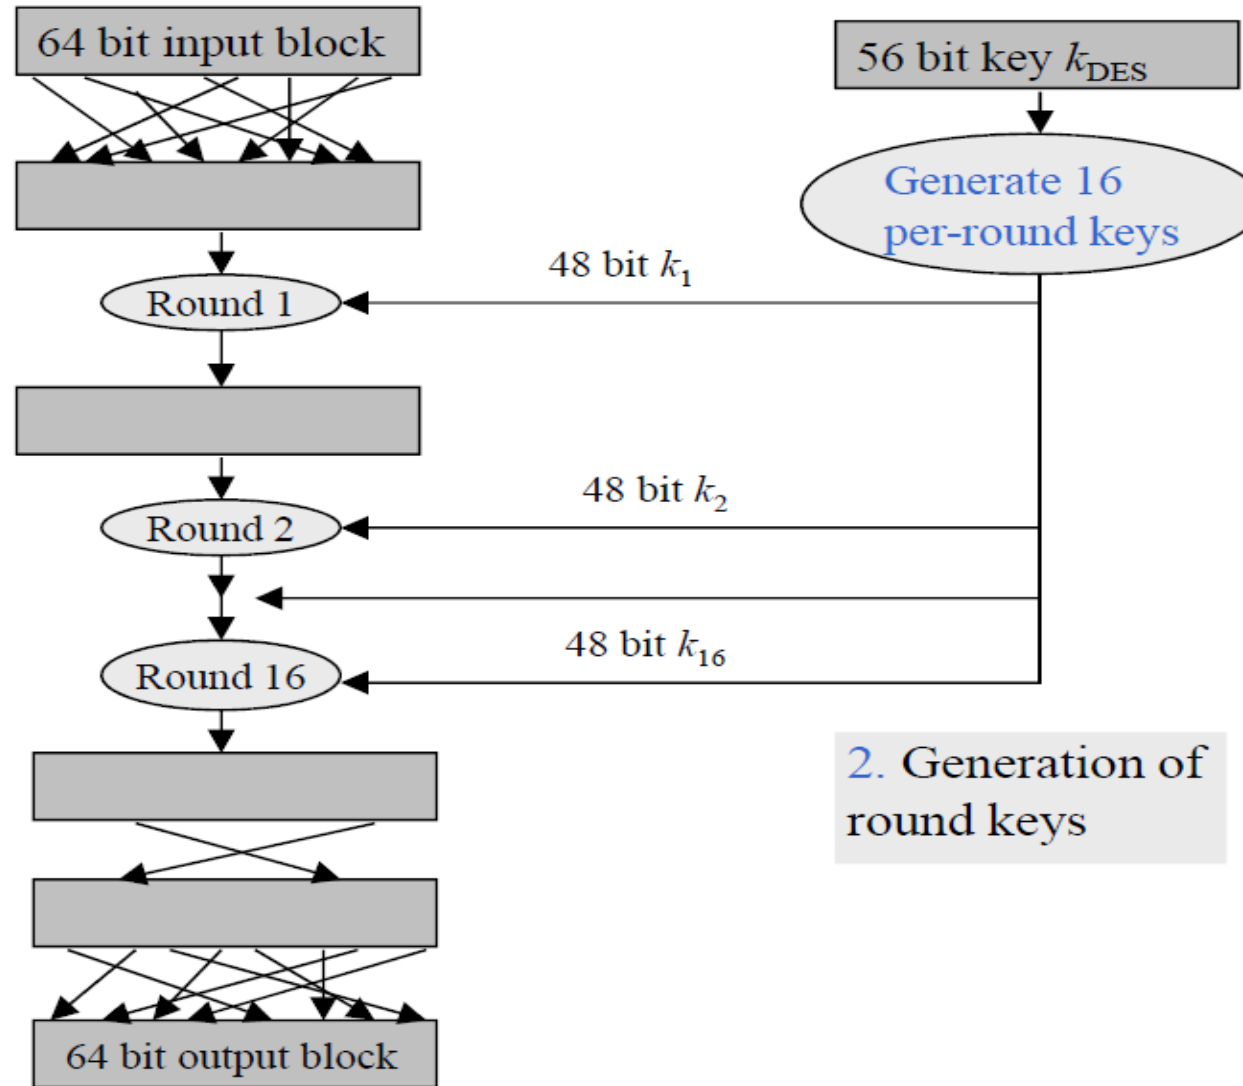 64 bit input block
56 bit key k_DES
Generate 16
per-round keys
48 bit k₁
Round 1
48 bit k₂
Round 2
48 bit k₁₆
Round 16
2. Generation of
round keys
64 bit output block